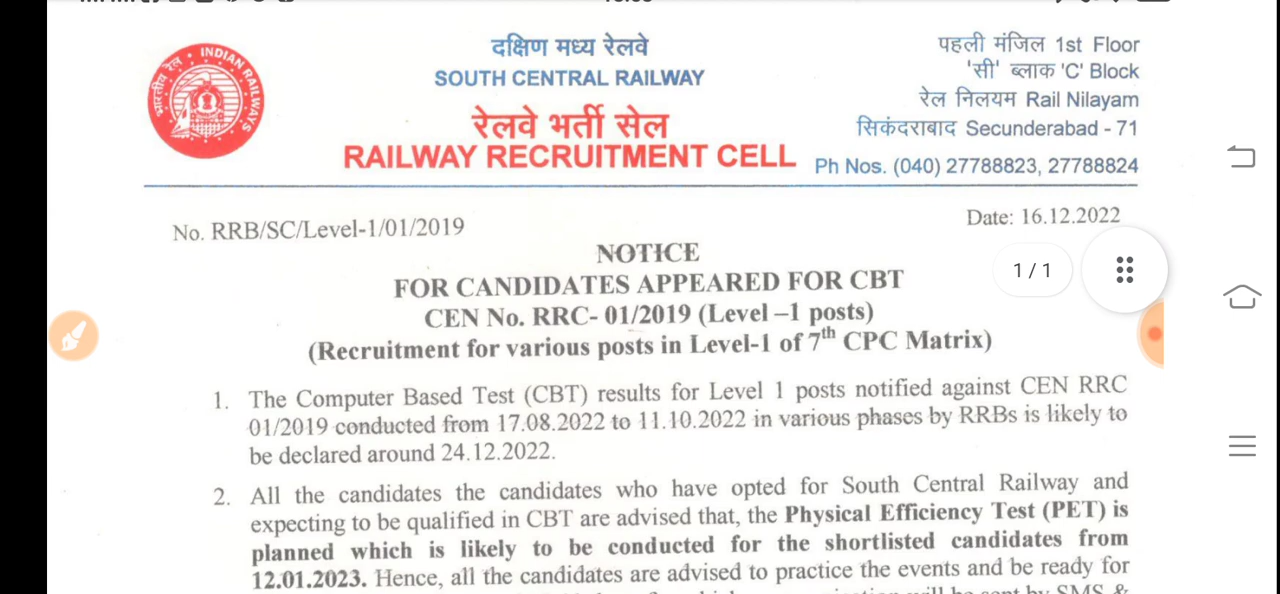 दक्षिण मध्य रेलवे
SOUTH CENTRAL RAILWAY
रेलवे भर्ती सेल
RAILWAY RECRUITMENT CELL
पहली मंजिल 1st Floor
'सी' ब्लाक 'C' Block
रेल निलयम Rail Nilayam
सिकंदराबाद Secunderabad - 71
Ph Nos. (040) 27788823, 27788824
भारतीय रेल • INDIAN RAILWAYS
No. RRB/SC/Level-1/01/2019
Date: 16.12.2022
NOTICE
FOR CANDIDATES APPEARED FOR CBT
1 / 1
CEN No. RRC- 01/2019 (Level –1 posts)
(Recruitment for various posts in Level-1 of 7th CPC Matrix)
1. The Computer Based Test (CBT) results for Level 1 posts notified against CEN RRC
01/2019 conducted from 17.08.2022 to 11.10.2022 in various phases by RRBs is likely to
be declared around 24.12.2022.
2. All the candidates the candidates who have opted for South Central Railway and
expecting to be qualified in CBT are advised that, the Physical Efficiency Test (PET) is
planned which is likely to be conducted for the shortlisted candidates from
12.01.2023. Hence, all the candidates are advised to practice the events and be ready for
will be sent by SMS &